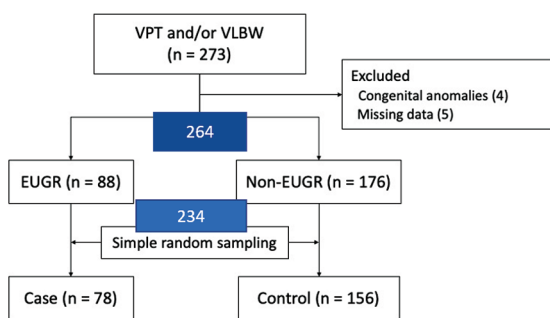 VPT and/or VLBW
(n = 273)
Excluded
Congenital anomalies (4)
Missing data (5)
264
EUGR (n = 88)
Non-EUGR (n = 176)
234
Simple random sampling
Case (n = 78)
Control (n = 156)